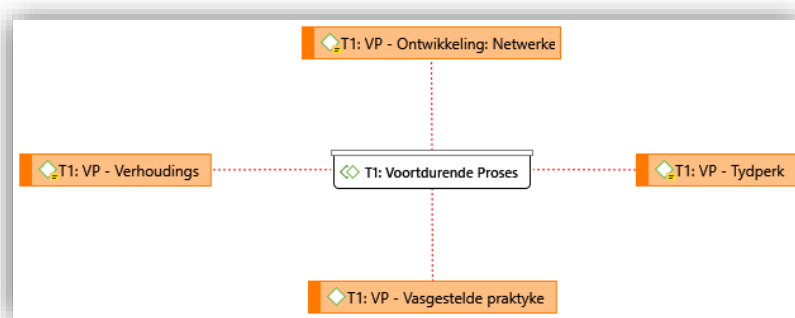 T1: VP - Ontwikkeling: Netwerke
T1: VP - Verhoudings
T1: Voortdurende Proses
T1: VP - Tydperk
T1: VP - Vasgestelde praktyke